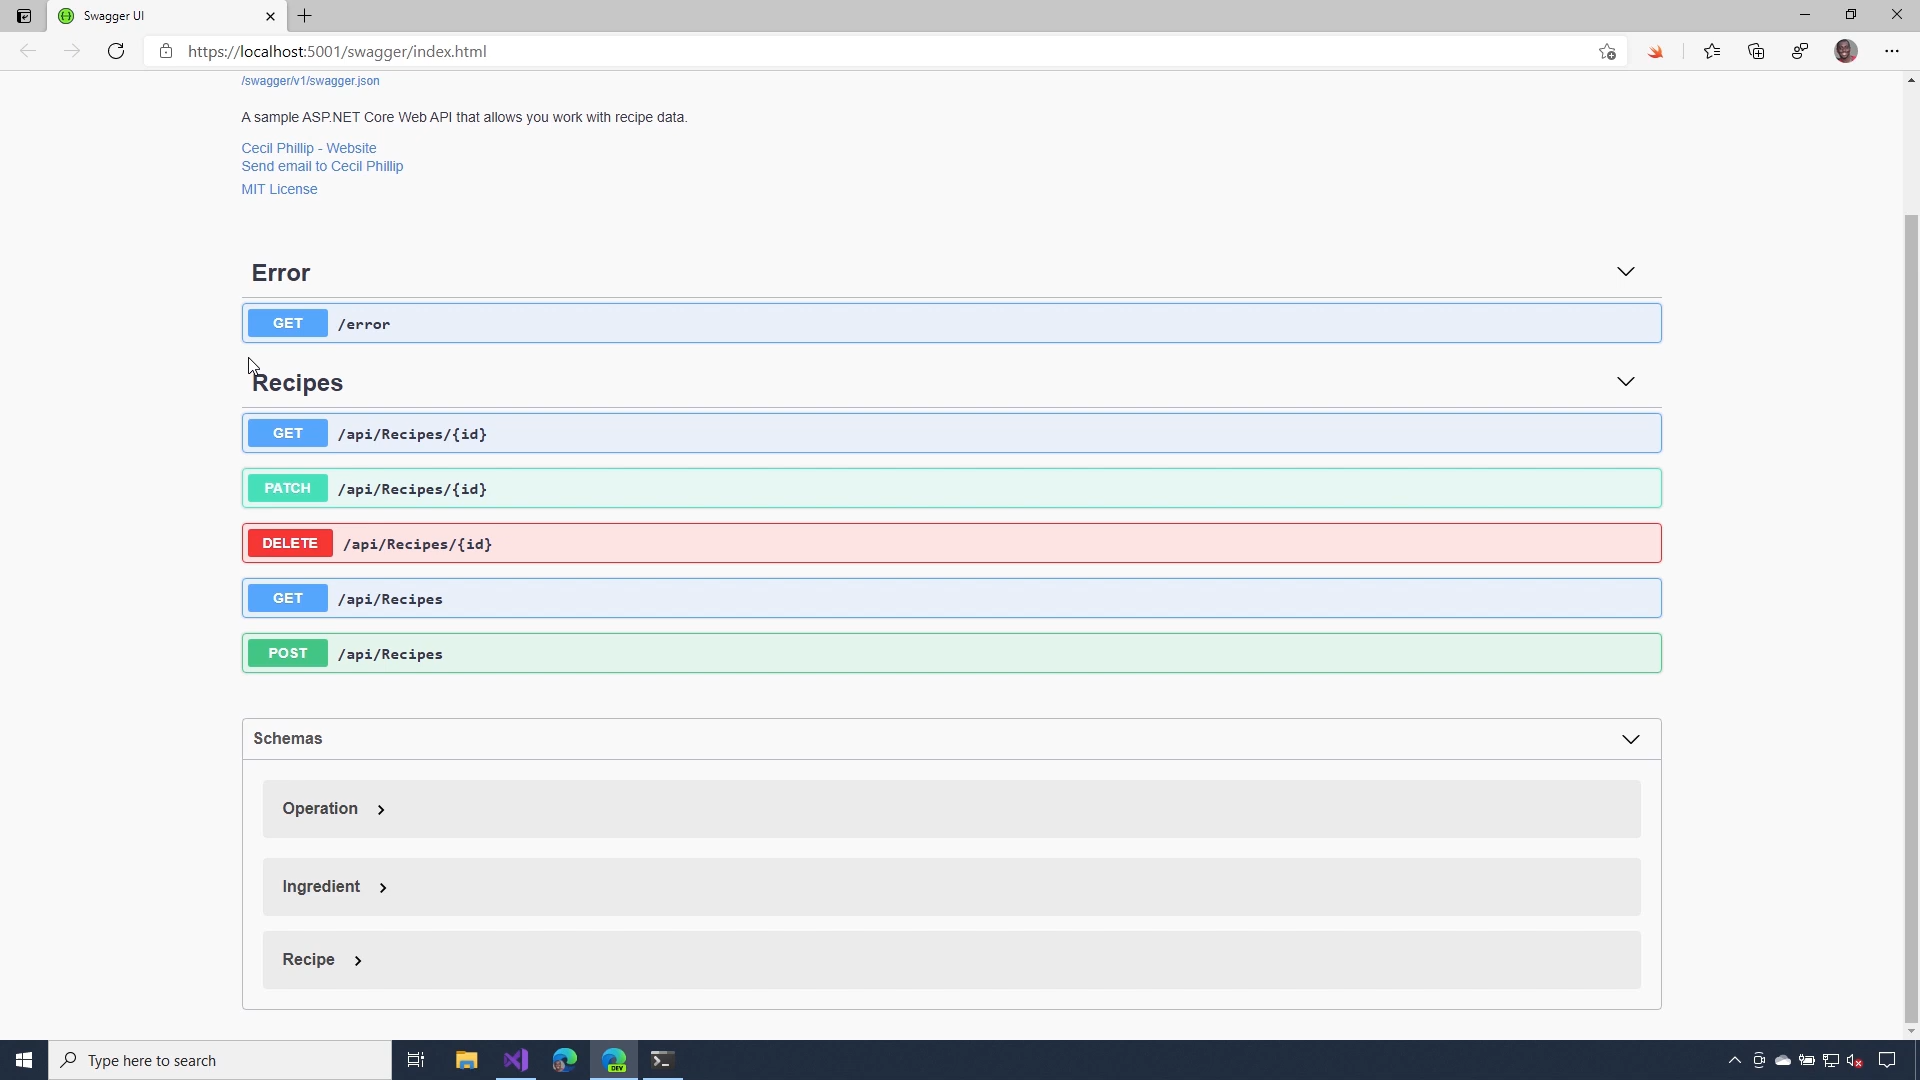 Swagger UI
https://localhost:5001/swagger/index.html
/swagger/v1/swagger.json
A sample ASP.NET Core Web API that allows you work with recipe data.
Cecil Phillip - Website
Send email to Cecil Phillip
MIT License
Error
GET /error
Recipes
GET /api/Recipes/{id}
PATCH /api/Recipes/{id}
DELETE /api/Recipes/{id}
GET /api/Recipes
POST /api/Recipes
Schemas
Operation
Ingredient
Recipe
Type here to search
DEV